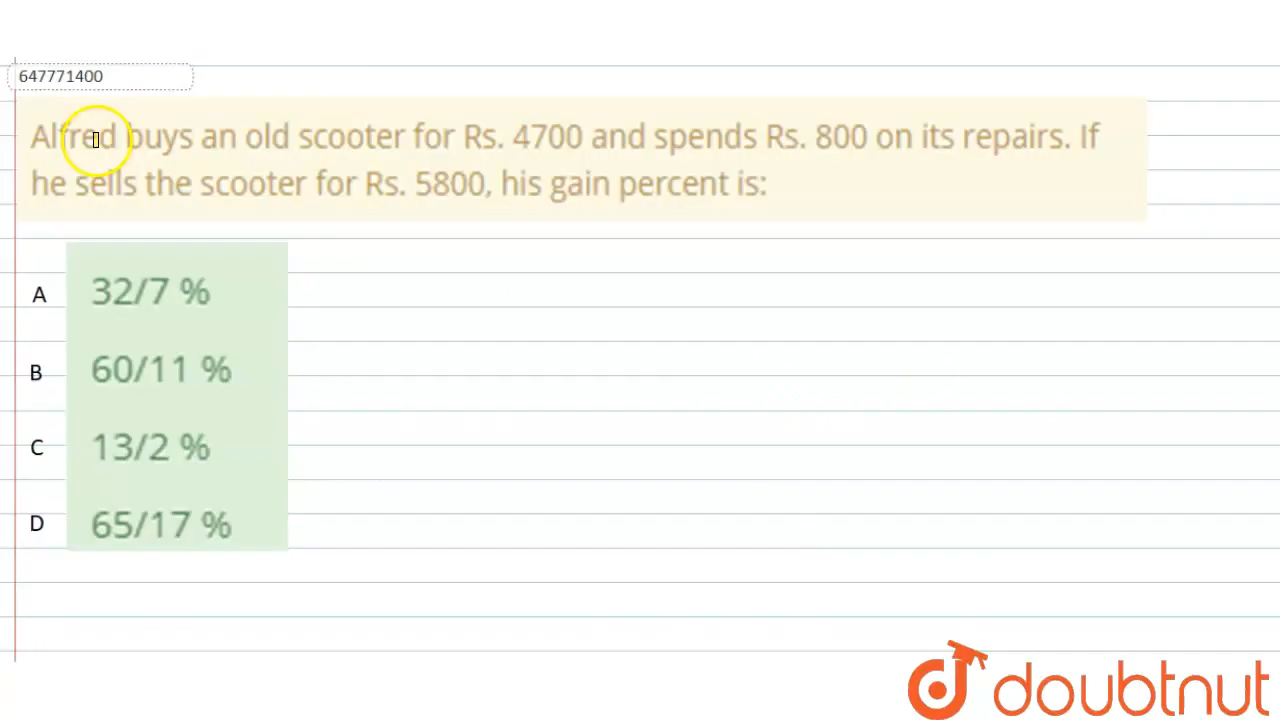 647771400
Alfred buys an old scooter for Rs. 4700 and spends Rs. 800 on its repairs. If
he sells the scooter for Rs. 5800, his gain percent is:
A 32/7 %
B 60/11 %
C 13/2 %
D 65/17 %
doubtnut